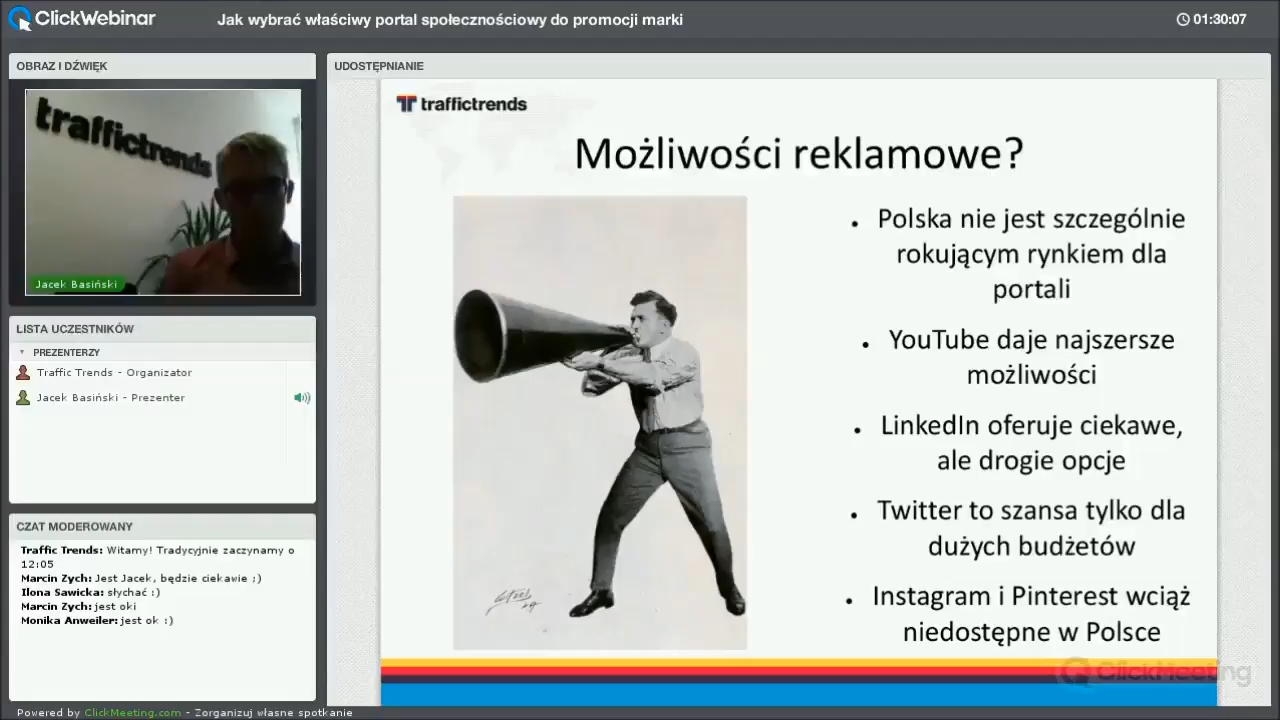 ClickWebinar
Jak wybrać właściwy portal społecznościowy do promocji marki
01:30:07
OBRAZ I DŹWIĘK
traffictrends
Jacek Basiński
LISTA UCZESTNIKÓW
PREZENTERZY
Traffic Trends - Organizator
Jacek Basiński - Prezenter
CZAT MODEROWANY
Traffic Trends: Witamy! Tradycyjnie zaczynamy o
12:05
Marcin Zych: Jest Jacek, będzie ciekawie ;)
Ilona Sawicka: słychać :)
Marcin Zych: jest oki
Monika Anweiler: jest ok :)
UDOSTĘPNIANIE
traffictrends
Możliwości reklamowe?
• Polska nie jest szczególnie
rokującym rynkiem dla
portali
• YouTube daje najszersze
możliwości
• LinkedIn oferuje ciekawe,
ale drogie opcje
• Twitter to szansa tylko dla
dużych budżetów
• Instagram i Pinterest wciąż
niedostępne w Polsce
ClickMeeting
Powered by ClickMeeting.com - Zorganizuj własne spotkanie